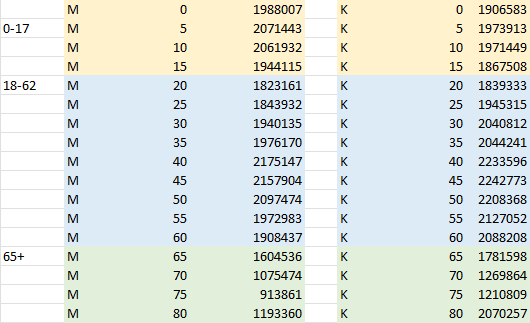 M 0 1988007 K 0 1906583
0-17 M 5 2071443 K 5 1973913
M 10 2061932 K 10 1971449
M 15 1944115 K 15 1867508
18-62 M 20 1823161 K 20 1839333
M 25 1843932 K 25 1945315
M 30 1940135 K 30 2040812
M 35 1976170 K 35 2044241
M 40 2175147 K 40 2233596
M 45 2157904 K 45 2242773
M 50 2097474 K 50 2208368
M 55 1972983 K 55 2127052
M 60 1908437 K 60 2088208
65+ M 65 1604536 K 65 1781598
M 70 1075474 K 70 1269864
M 75 913861 K 75 1210809
M 80 1193360 K 80 2070257